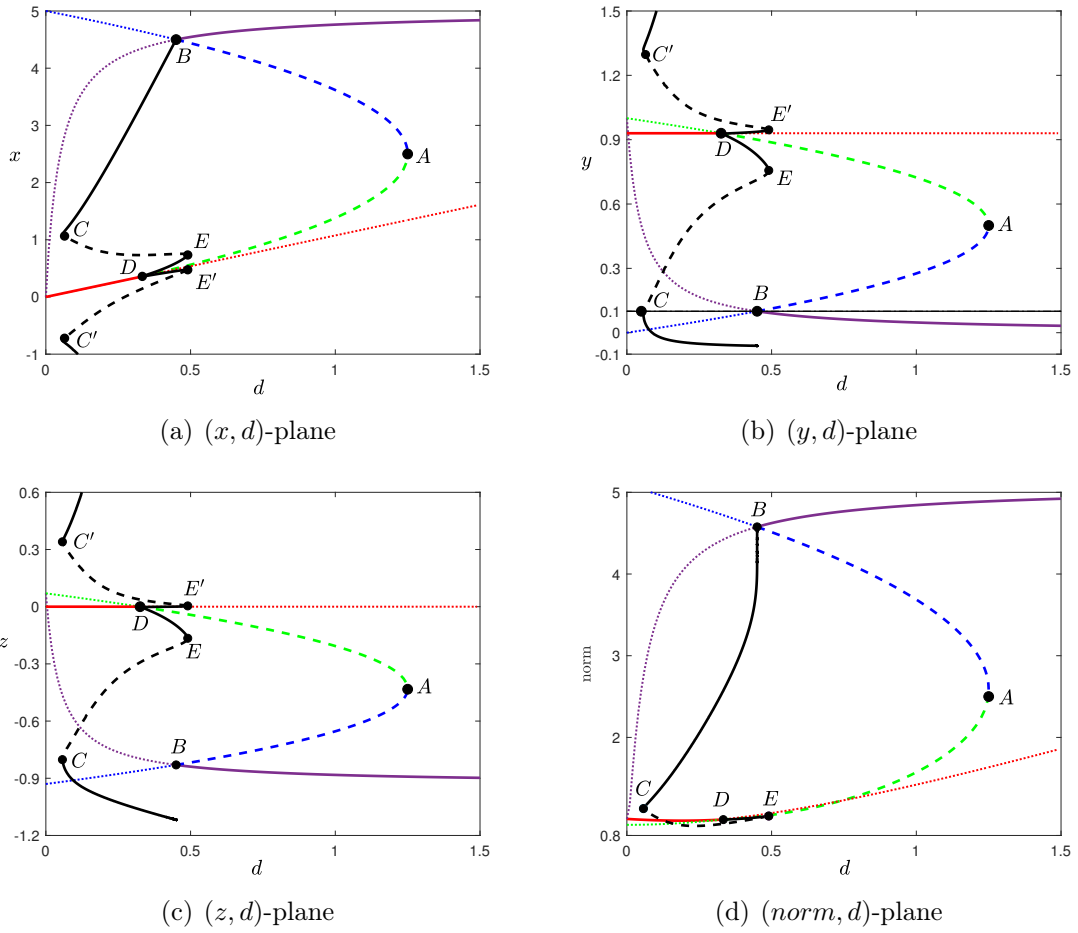 5
4
3
2
1
0
-1
x
B
A
C
E
D
E′
C′
0
0.5
1
1.5
d
(a) (x, d)-plane
1.5
1.2
0.9
0.6
0.3
0.1
0
-0.1
y
C′
E′
D
E
A
C
B
0
0.5
1
1.5
d
(b) (y, d)-plane
0.6
0.3
0
-0.3
-0.6
-0.9
-1.2
z
C′
E′
D
E
A
C
B
0
0.5
1
1.5
d
(c) (z, d)-plane
5
4
3
2
0.8
norm
B
A
C
D
E
0
0.5
1
1.5
d
(d) (norm, d)-plane